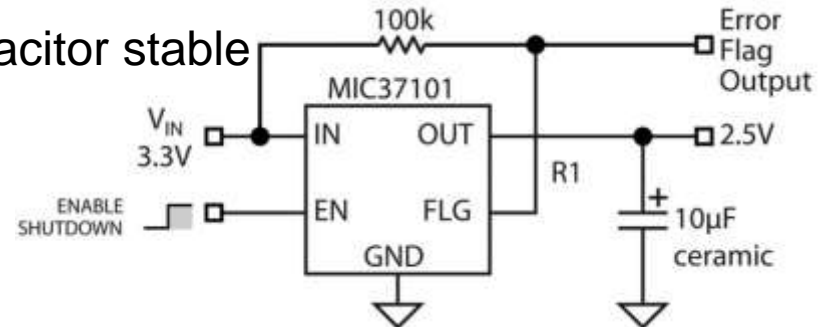 acitor stable
100k
Error
Flag
Output
MIC37101
VIN
3.3V
IN
OUT
2.5V
R1
ENABLE
SHUTDOWN
EN
FLG
+
10µF
ceramic
GND